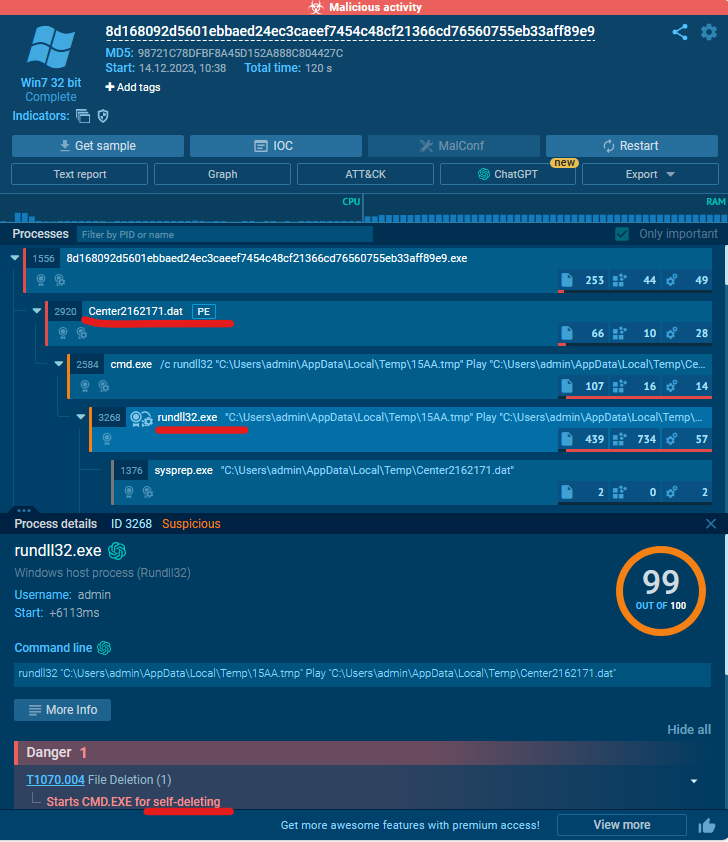 Malicious activity
8d168092d5601ebbaed24ec3caeef7454c48cf21366cd76560755eb33aff89e9
MD5: 98721C78DFBF8A45D152A888C804427C
Start: 14.12.2023, 10:38 Total time: 120 s
+ Add tags
Win7 32 bit
Complete
Indicators:
Get sample IOC MalConf Restart
Text report Graph ATT&CK ChatGPT new Export
CPU RAM
Processes Filter by PID or name Only important
1556 8d168092d5601ebbaed24ec3caeef7454c48cf21366cd76560755eb33aff89e9.exe
253 44 49
2920 Center2162171.dat PE
66 10 28
2584 cmd.exe /c rundll32 "C:\Users\admin\AppData\Local\Temp\15AA.tmp" Play "C:\Users\admin\AppData\Local\Temp\Ce...
107 16 14
3268 rundll32.exe "C:\Users\admin\AppData\Local\Temp\15AA.tmp" Play "C:\Users\admin\AppData\Local\Temp\...
439 734 57
1376 sysprep.exe "C:\Users\admin\AppData\Local\Temp\Center2162171.dat"
2 0 2
Process details ID 3268 Suspicious
rundll32.exe
Windows host process (Rundll32)
Username: admin
Start: +6113ms
99
OUT OF 100
Command line
rundll32 "C:\Users\admin\AppData\Local\Temp\15AA.tmp" Play "C:\Users\admin\AppData\Local\Temp\Center2162171.dat"
More Info
Hide all
Danger 1
T1070.004 File Deletion (1)
Starts CMD.EXE for self-deleting
Get more awesome features with premium access! View more